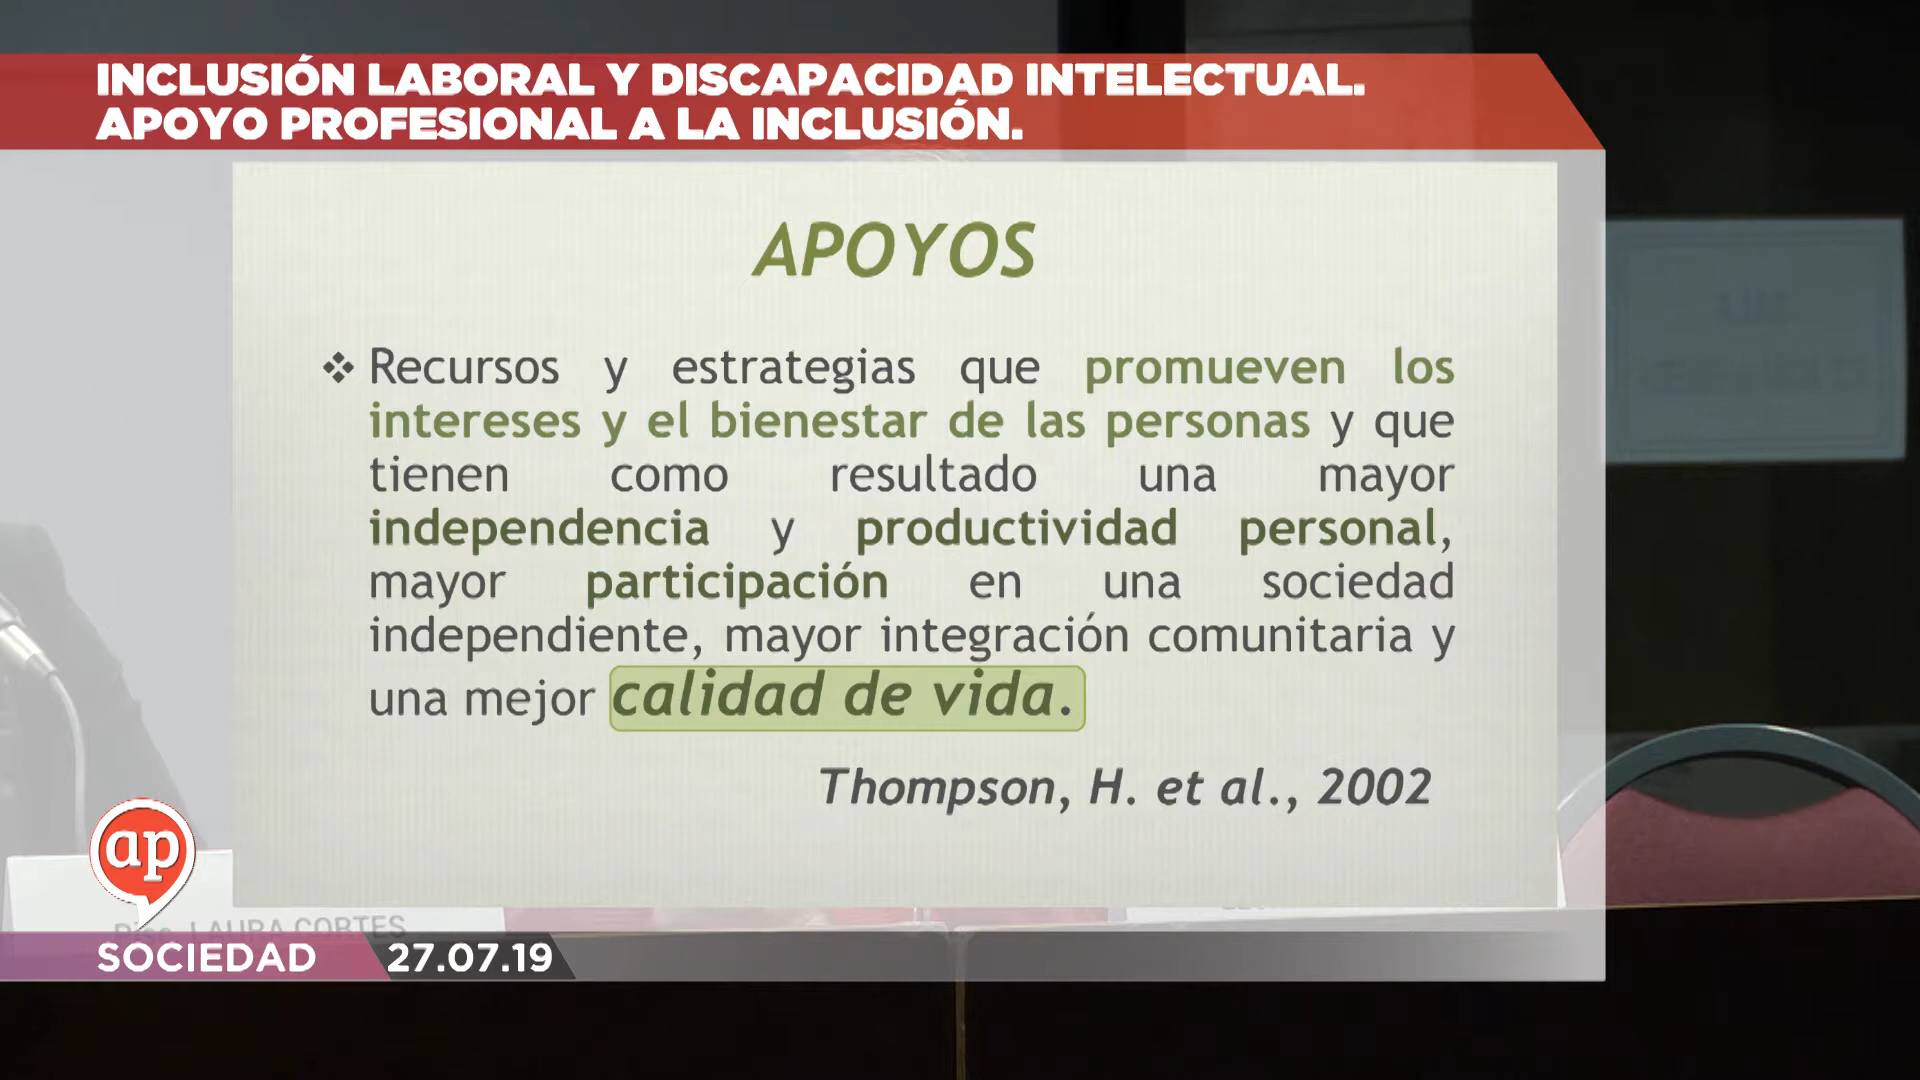 INCLUSIÓN LABORAL Y DISCAPACIDAD INTELECTUAL.
APOYO PROFESIONAL A LA INCLUSIÓN.
APOYOS
❖ Recursos y estrategias que promueven los
intereses y el bienestar de las personas y que
tienen como resultado una mayor
independencia y productividad personal,
mayor participación en una sociedad
independiente, mayor integración comunitaria y
una mejor calidad de vida.
Thompson, H. et al., 2002
ap
LAURA CORTES
SOCIEDAD 27.07.19